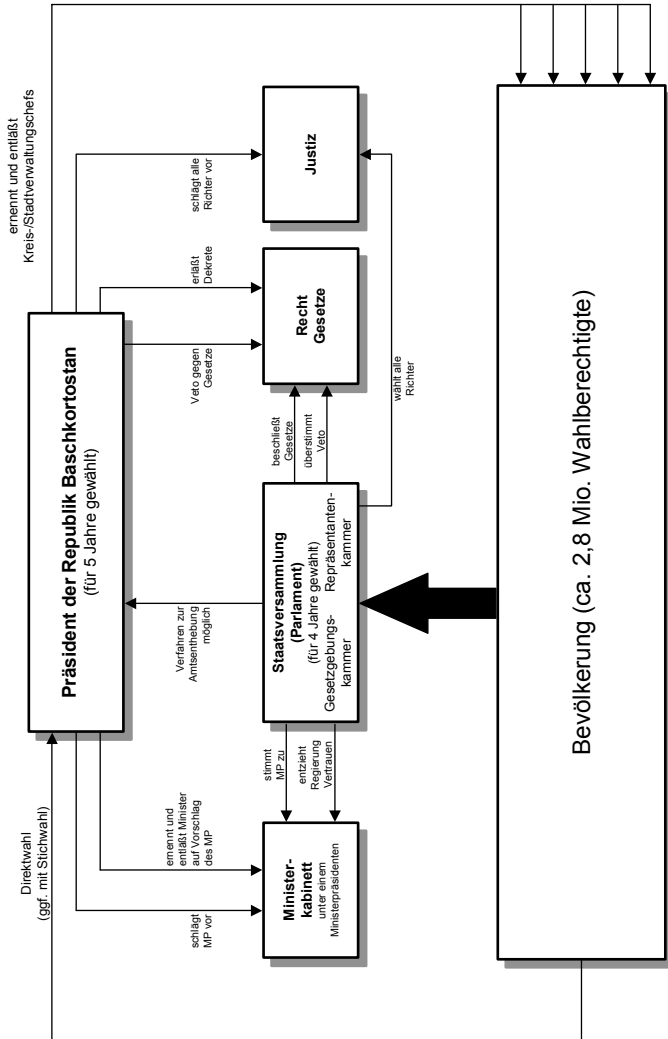 Direktwahl
(ggf. mit Stichwahl)
ernennt und entläßt
Kreis-/Stadtverwaltungschefs
Präsident der Republik Baschkortostan
(für 5 Jahre gewählt)
schlägt
MP vor
ernennt und
entläßt Minister
auf Vorschlag
des MP
Verfahren zur
Amtsenthebung
möglich
Veto gegen
Gesetze
erläßt
Dekrete
schlägt alle
Richter vor
Minister-
kabinett
unter einem
Ministerpräsidenten
stimmt
MP zu
entzieht
Regierung
Vertrauen
Staatsversammlung
(Parlament)
(für 4 Jahre gewählt)
Gesetzgebungs- Repräsentanten-
kammer kammer
beschließt
Gesetze
überstimmt
Veto
Recht
Gesetze
Justiz
wählt alle
Richter
Bevölkerung (ca. 2,8 Mio. Wahlberechtigte)